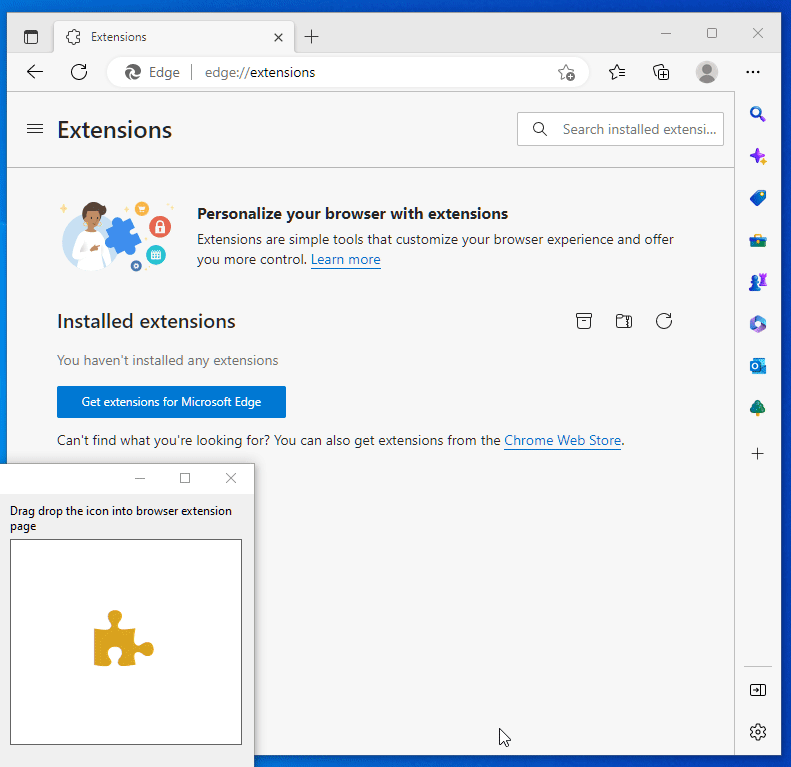 Extensions
Edge
edge://extensions
Extensions
Search installed extensi...
Personalize your browser with extensions
Extensions are simple tools that customize your browser experience and offer
you more control. Learn more
Installed extensions
You haven't installed any extensions
Get extensions for Microsoft Edge
Can't find what you're looking for? You can also get extensions from the Chrome Web Store.
Drag drop the icon into browser extension
page